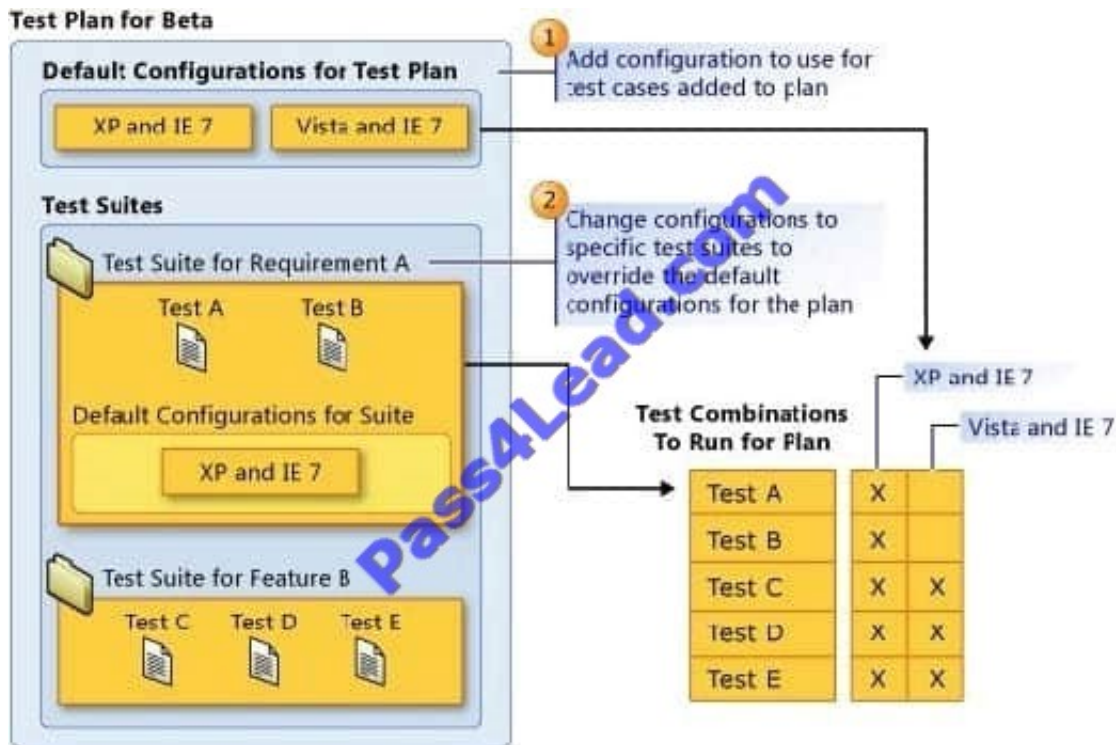 Test Plan for Beta
Default Configurations for Test Plan
XP and IE 7
Vista and IE 7
1
Add configuration to use for
test cases added to plan
Test Suites
2
Change configurations to
specific test suites to
override the default
configurations for the plan
Test Suite for Requirement A
Test A
Test B
Default Configurations for Suite
XP and IE 7
Test Suite for Feature B
Test C
Test D
Test E
Pass4Lead.com
XP and IE 7
Vista and IE 7
Test Combinations
To Run for Plan
Test A X
Test B X
Test C X X
Test D X X
Test E X X